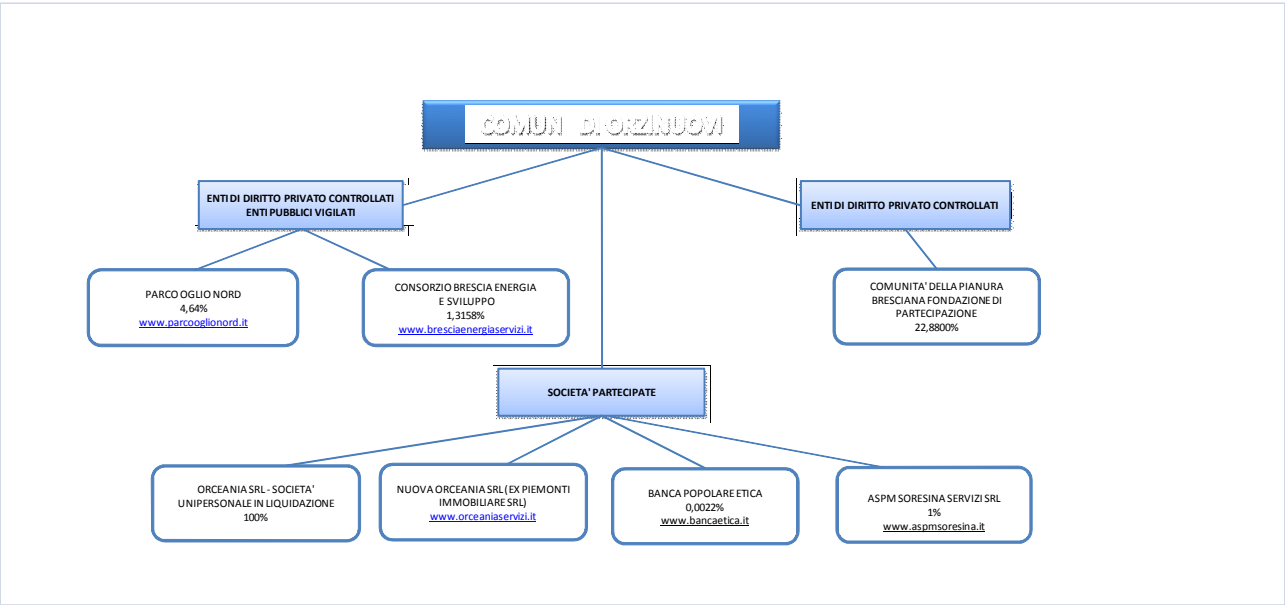 COMUN DI ORZINUOVI
ENTI DI DIRITTO PRIVATO CONTROLLATI
ENTI PUBBLICI VIGILATI
ENTI DI DIRITTO PRIVATO CONTROLLATI
PARCO OGLIO NORD
4,64%
www.parcooglionord.it
CONSORZIO BRESCIA ENERGIA
E SVILUPPO
1,3158%
www.bresciaenergiaservizi.it
COMUNITA' DELLA PIANURA
BRESCIANA FONDAZIONE DI
PARTECIPAZIONE
22,8800%
SOCIETA' PARTECIPATE
ORCEANIA SRL - SOCIETA'
UNIPERSONALE IN LIQUIDAZIONE
100%
NUOVA ORCEANIA SRL (EX PIEMONTI
IMMOBILIARE SRL)
www.orceaniaservizi.it
BANCA POPOLARE ETICA
0,0022%
www.bancaetica.it
ASPM SORESINA SERVIZI SRL
1%
www.aspmsoresina.it